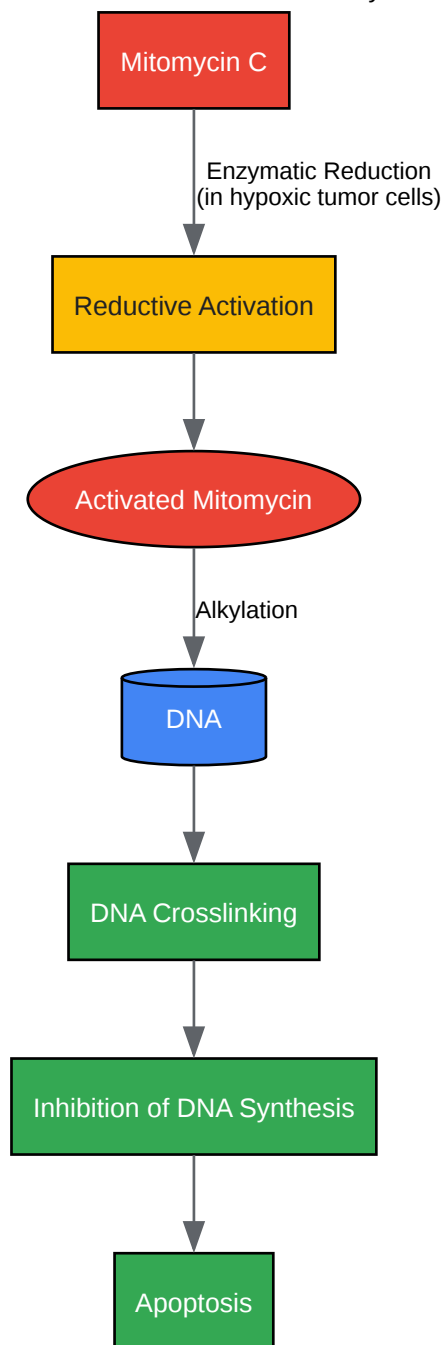 Mitomycin C
Enzymatic Reduction
(in hypoxic tumor cells)
Reductive Activation
Activated Mitomycin
Alkylation
DNA
DNA Crosslinking
Inhibition of DNA Synthesis
Apoptosis